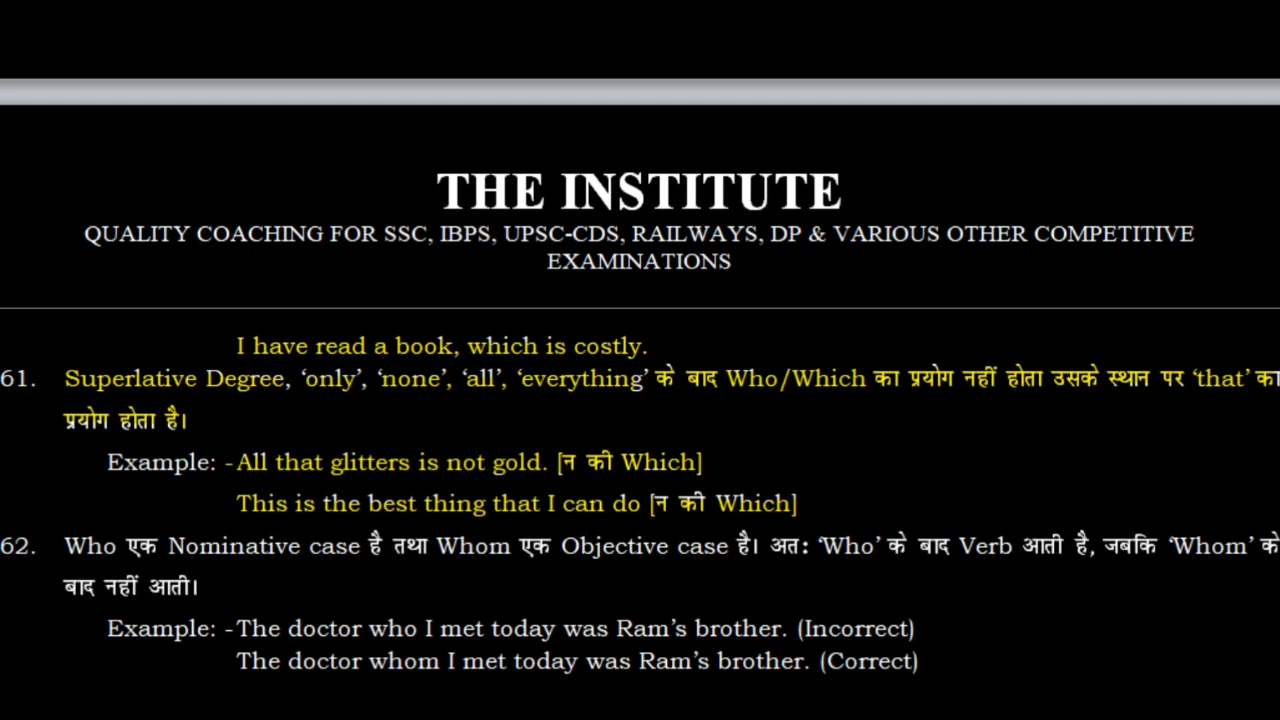 THE INSTITUTE
QUALITY COACHING FOR SSC, IBPS, UPSC-CDS, RAILWAYS, DP & VARIOUS OTHER COMPETITIVE
EXAMINATIONS
I have read a book, which is costly.
61. Superlative Degree, ‘only’, ‘none’, ‘all’, ‘everything’ के बाद Who/Which का प्रयोग नहीं होता उसके स्थान पर ‘that’ का
प्रयोग होता है।
Example: -All that glitters is not gold. [न की Which]
This is the best thing that I can do [न की Which]
62. Who एक Nominative case है तथा Whom एक Objective case है। अत: ‘Who’ के बाद Verb आती है, जबकि ‘Whom’ के
बाद नहीं आती।
Example: -The doctor who I met today was Ram’s brother. (Incorrect)
The doctor whom I met today was Ram’s brother. (Correct)